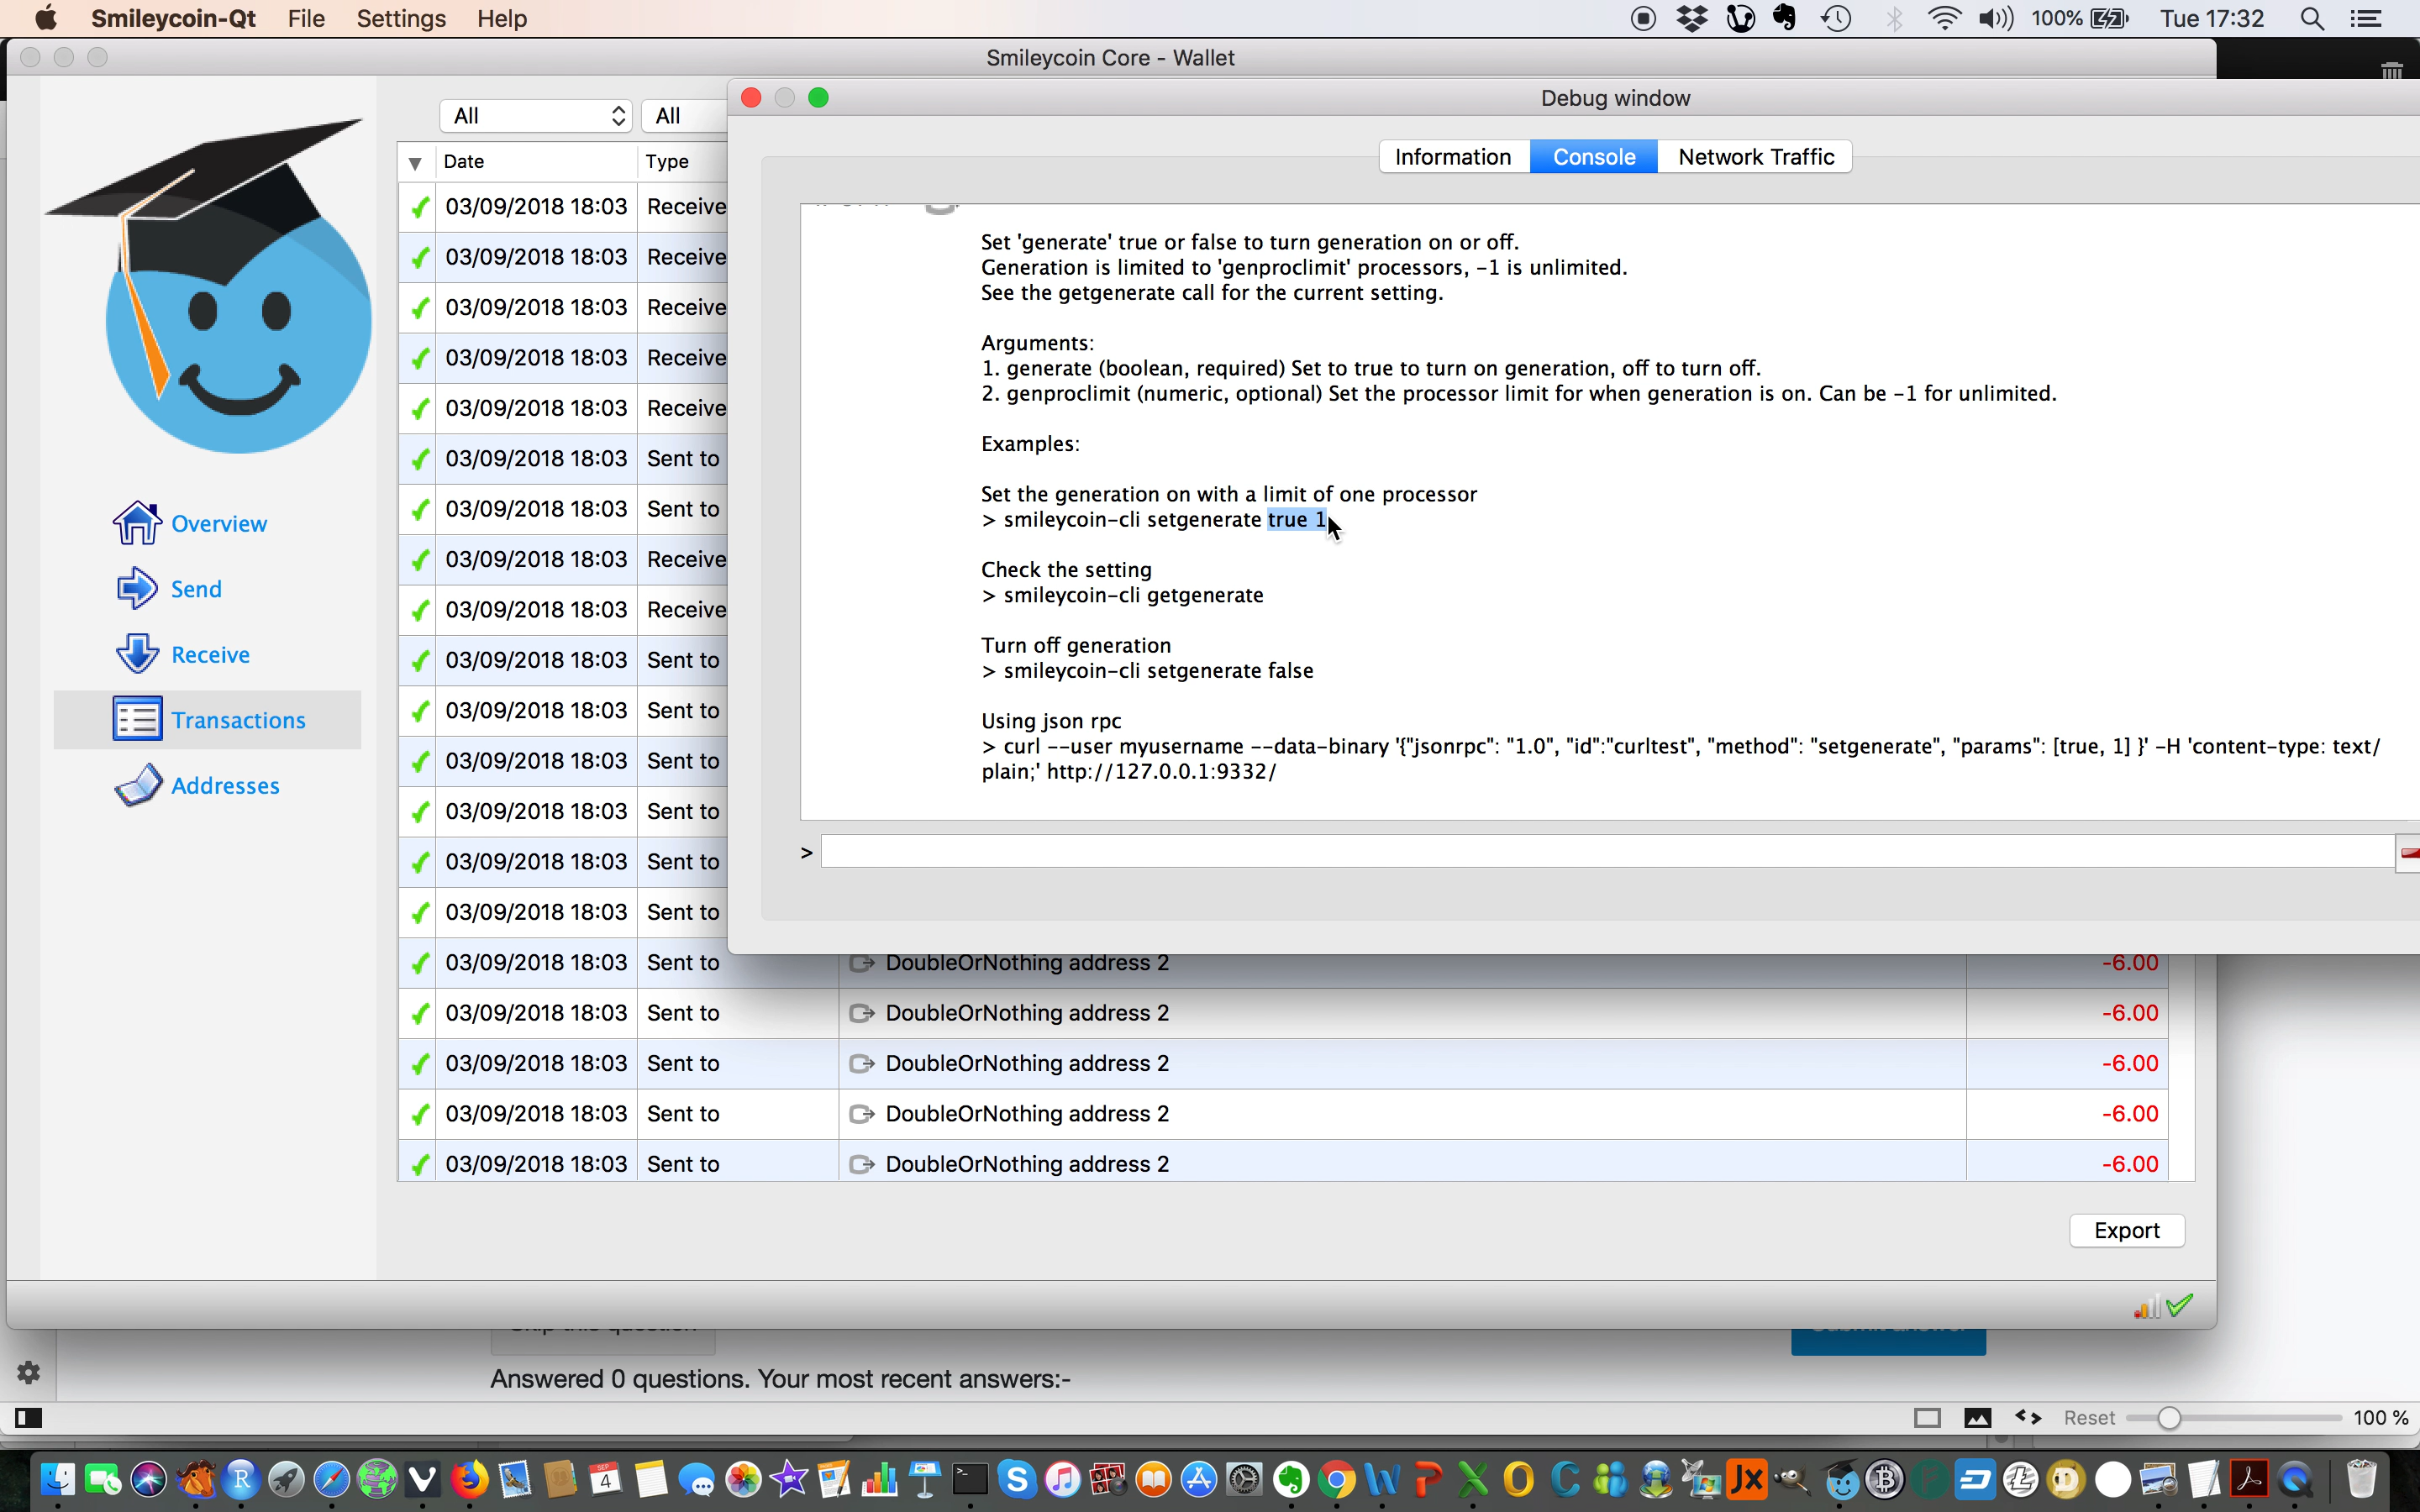 Smileycoin-Qt File Settings Help 100% Tue 17:32
Smileycoin Core - Wallet
Debug window
All All
Information Console Network Traffic
Date Type
Overview
Send
Receive
Transactions
Addresses
03/09/2018 18:03 Receive
03/09/2018 18:03 Receive
03/09/2018 18:03 Receive
03/09/2018 18:03 Receive
03/09/2018 18:03 Receive
03/09/2018 18:03 Sent to
03/09/2018 18:03 Sent to
03/09/2018 18:03 Receive
03/09/2018 18:03 Receive
03/09/2018 18:03 Sent to
03/09/2018 18:03 Sent to
03/09/2018 18:03 Sent to
03/09/2018 18:03 Sent to
03/09/2018 18:03 Sent to
03/09/2018 18:03 Sent to
Set 'generate' true or false to turn generation on or off.
Generation is limited to 'genproclimit' processors, -1 is unlimited.
See the getgenerate call for the current setting.
Arguments:
1. generate (boolean, required) Set to true to turn on generation, off to turn off.
2. genproclimit (numeric, optional) Set the processor limit for when generation is on. Can be -1 for unlimited.
Examples:
Set the generation on with a limit of one processor
> smileycoin-cli setgenerate true 1
Check the setting
> smileycoin-cli getgenerate
Turn off generation
> smileycoin-cli setgenerate false
Using json rpc
> curl --user myusername --data-binary '{"jsonrpc": "1.0", "id":"curltest", "method": "setgenerate", "params": [true, 1] }' -H 'content-type: text/
plain;' http://127.0.0.1:9332/
>
03/09/2018 18:03 Sent to DoubleOrNothing address 2 -6.00
03/09/2018 18:03 Sent to DoubleOrNothing address 2 -6.00
03/09/2018 18:03 Sent to DoubleOrNothing address 2 -6.00
03/09/2018 18:03 Sent to DoubleOrNothing address 2 -6.00
03/09/2018 18:03 Sent to DoubleOrNothing address 2 -6.00
Export
Answered 0 questions. Your most recent answers:-
Reset 100 %